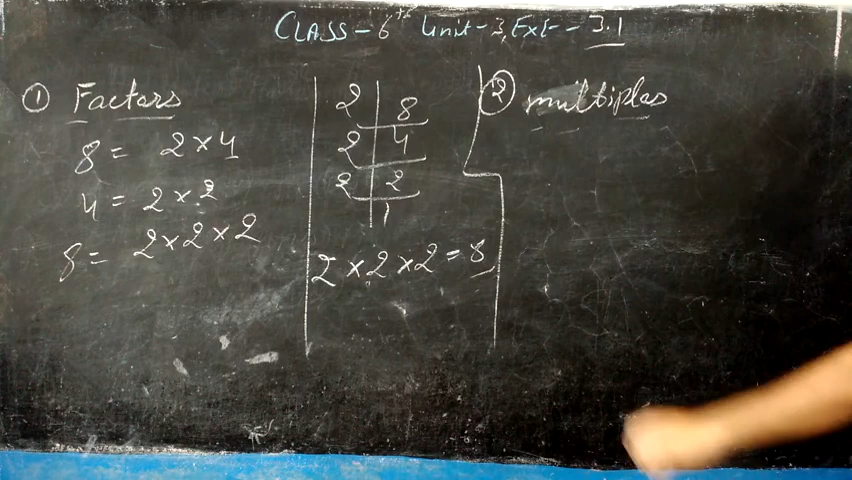 CLASS - 6th Unit - 3, EXE - 3.1
① Factors
8 = 2 × 4
4 = 2 × 2
8 = 2 × 2 × 2
2 | 8
2 | 4
2 | 2
1
2 × 2 × 2 = 8
② multiples